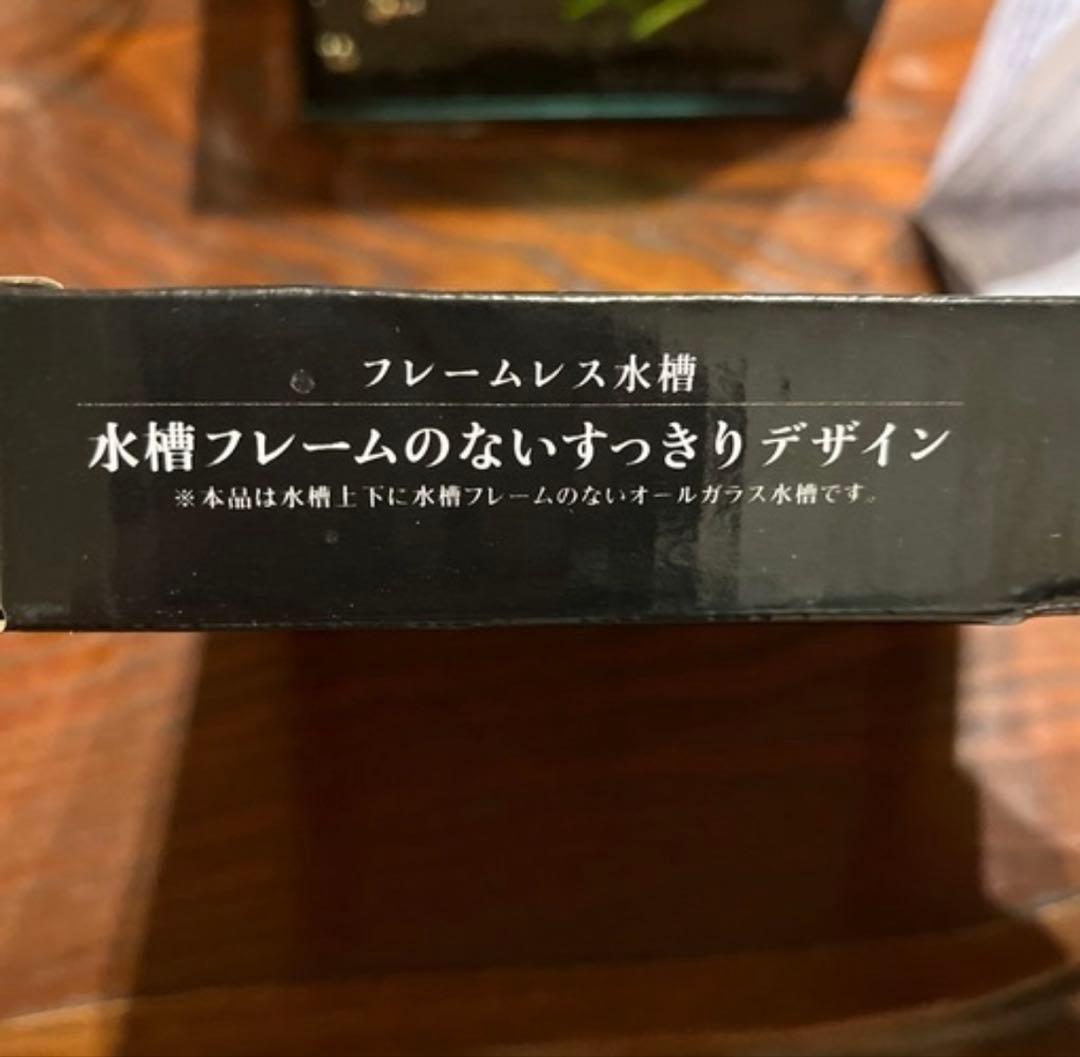 フレームレス水槽
水槽フレームのないすっきりデザイン
※本品は水槽上下に水槽フレームのないオールガラス水槽です。